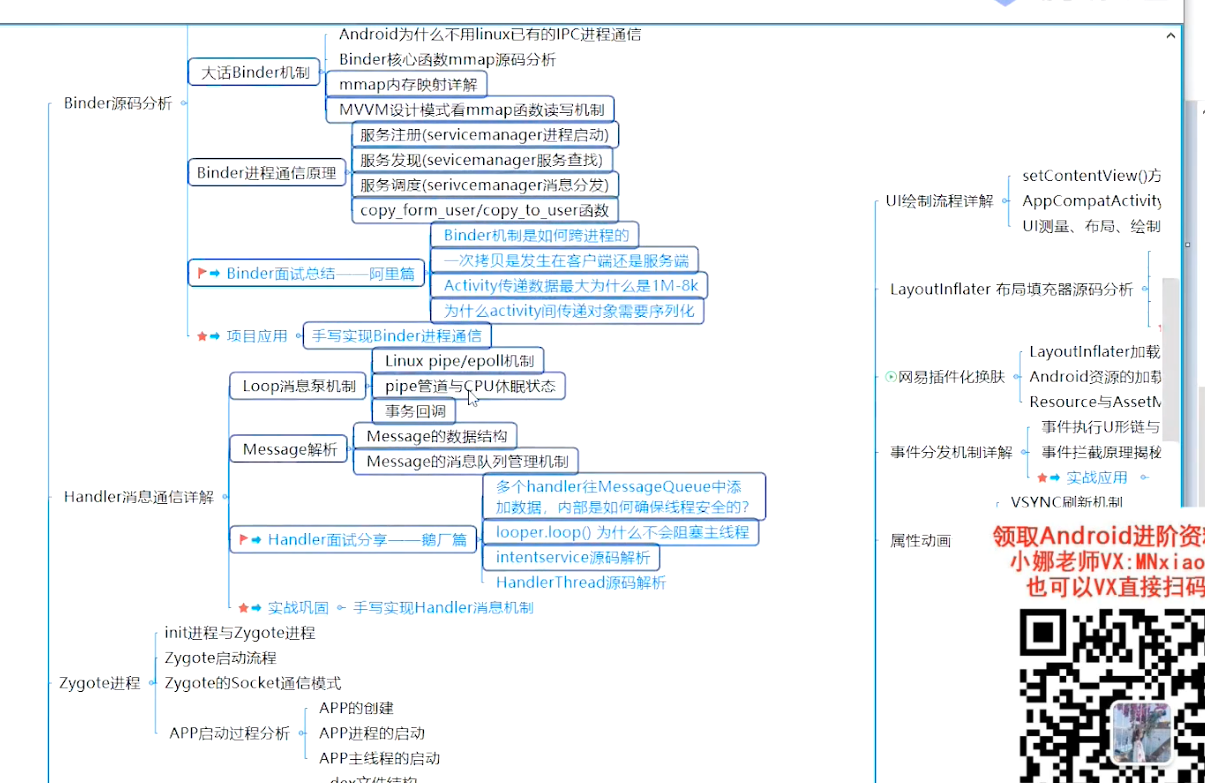 Android为什么不用linux已有的IPC进程通信
大话Binder机制
Binder核心函数mmap源码分析
mmap内存映射详解
MVVM设计模式看mmap函数读写机制
Binder源码分析
服务注册(servicemanager进程启动)
Binder进程通信原理
服务发现(sevicemanager服务查找)
服务调度(serivcemanager消息分发)
copy_form_user/copy_to_user函数
Binder机制是如何跨进程的
Binder面试总结——阿里篇
一次拷贝是发生在客户端还是服务端
Activity传递数据最大为什么是1M-8k
为什么activity间传递对象需要序列化
项目应用
手写实现Binder进程通信
Loop消息泵机制
Linux pipe/epoll机制
pipe管道与CPU休眠状态
事务回调
Message解析
Message的数据结构
Message的消息队列管理机制
Handler消息通信详解
多个handler往MessageQueue中添
加数据，内部是如何确保线程安全的？
Handler面试分享——鹅厂篇
looper.loop() 为什么不会阻塞主线程
intentservice源码解析
HandlerThread源码解析
实战巩固
手写实现Handler消息机制
Zygote进程
init进程与Zygote进程
Zygote启动流程
Zygote的Socket通信模式
APP启动过程分析
APP的创建
APP进程的启动
APP主线程的启动
dex文件结构
UI绘制流程详解
setContentView()方
AppCompatActivity
UI测量、布局、绘制
LayoutInflater 布局填充器源码分析
网易插件化换肤
LayoutInflater加载
Android资源的加载
Resource与AssetM
事件分发机制详解
事件执行U形链与
事件拦截原理揭秘
实战应用
VSYNC刷新机制
属性动画
领取Android进阶资
小娜老师VX:MNxiao
也可以VX直接扫码